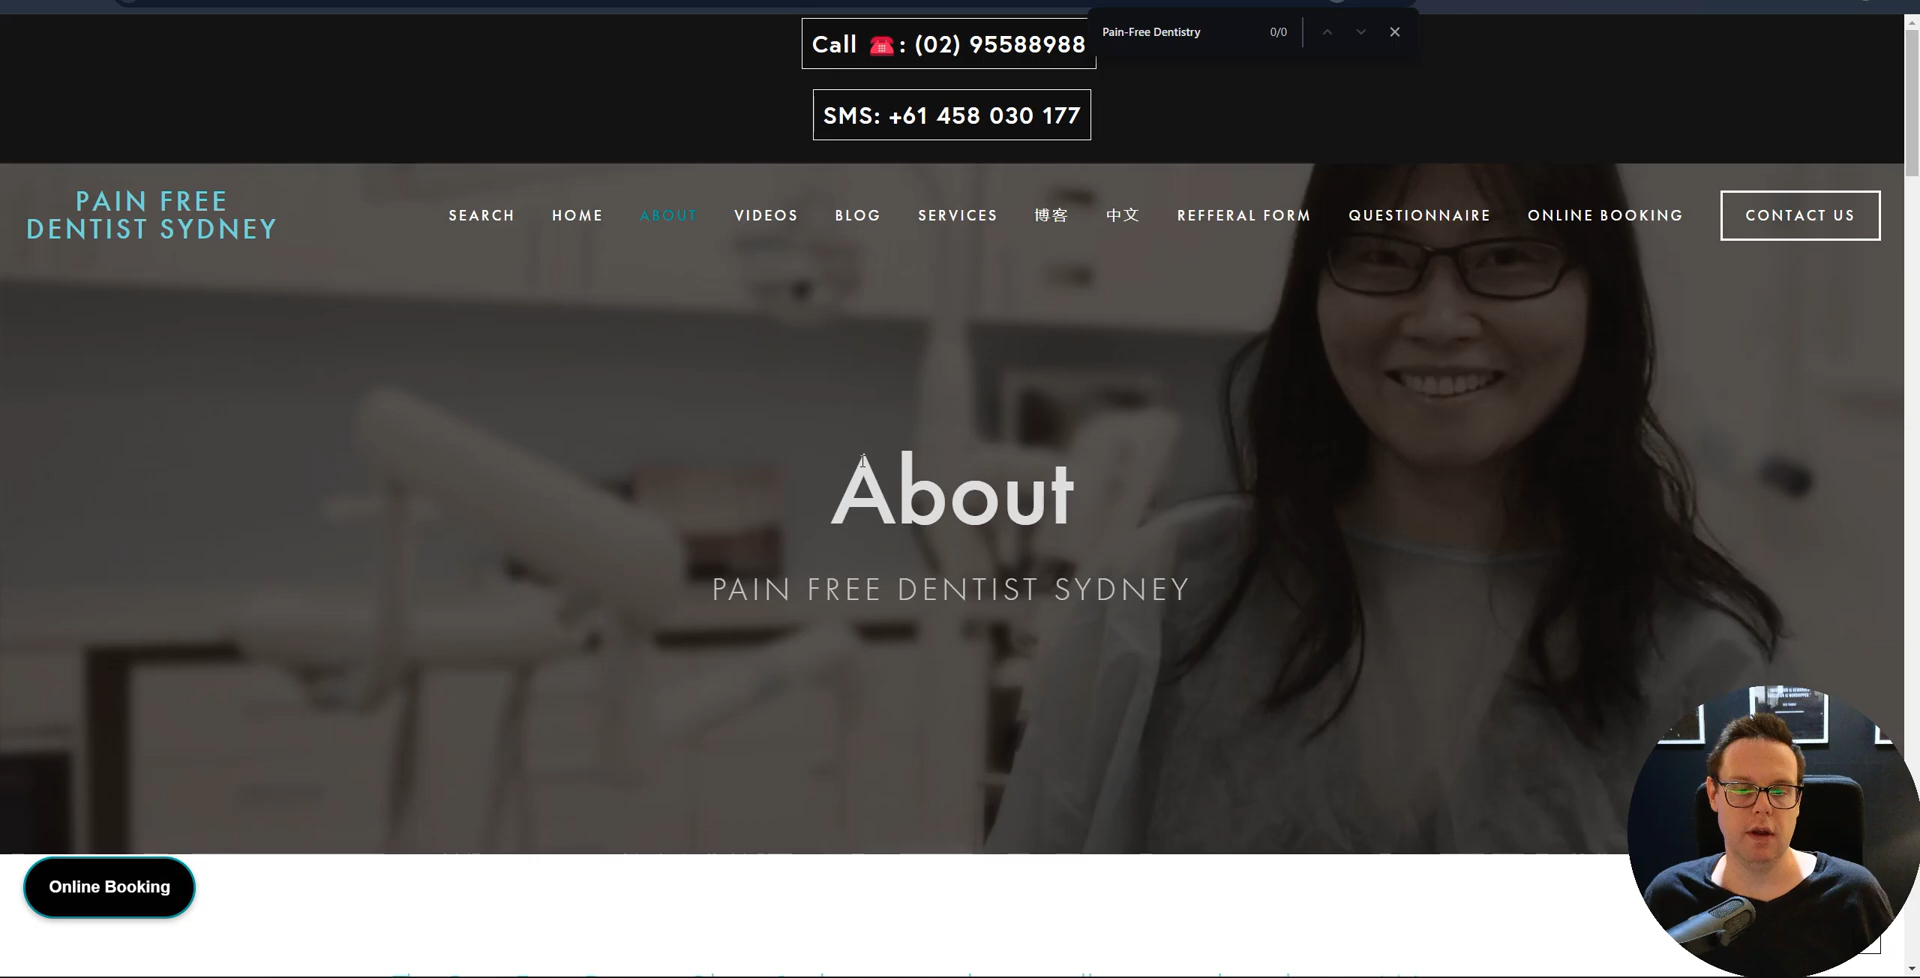 Call ☎️: (02) 95588988
Pain-Free Dentistry 0/0
SMS: +61 458 030 177
PAIN FREE
DENTIST SYDNEY
SEARCH HOME ABOUT VIDEOS BLOG SERVICES 博客 中文 REFFERAL FORM QUESTIONNAIRE ONLINE BOOKING CONTACT US
About
PAIN FREE DENTIST SYDNEY
Online Booking